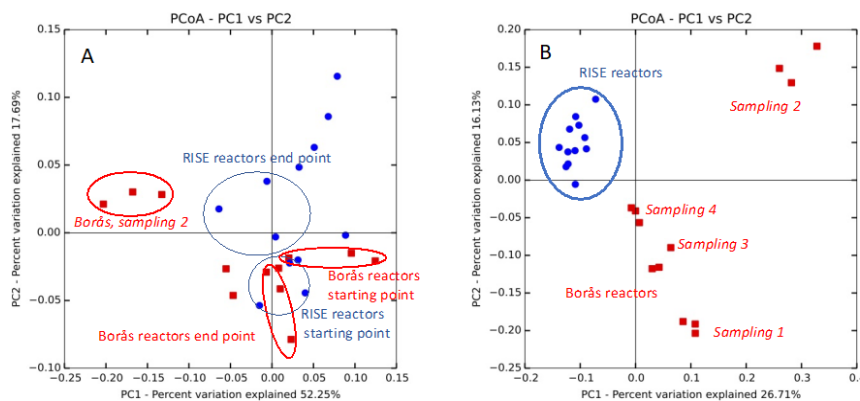 PCoA - PC1 vs PC2
A
RISE reactors end point
Borås, sampling 2
Borås reactors starting point
RISE reactors starting point
Borås reactors end point
PC2 - Percent variation explained 17.69%
0.15
0.10
0.05
0.00
−0.05
−0.10
−0.25
−0.20
−0.15
−0.10
−0.05
0.00
0.05
0.10
0.15
PC1 - Percent variation explained 52.25%
PCoA - PC1 vs PC2
B
RISE reactors
Sampling 2
Sampling 4
Sampling 3
Borås reactors
Sampling 1
PC2 - Percent variation explained 16.13%
0.20
0.15
0.10
0.05
0.00
−0.05
−0.10
−0.15
−0.20
−0.25
−0.2
−0.1
0.0
0.1
0.2
0.3
PC1 - Percent variation explained 26.71%